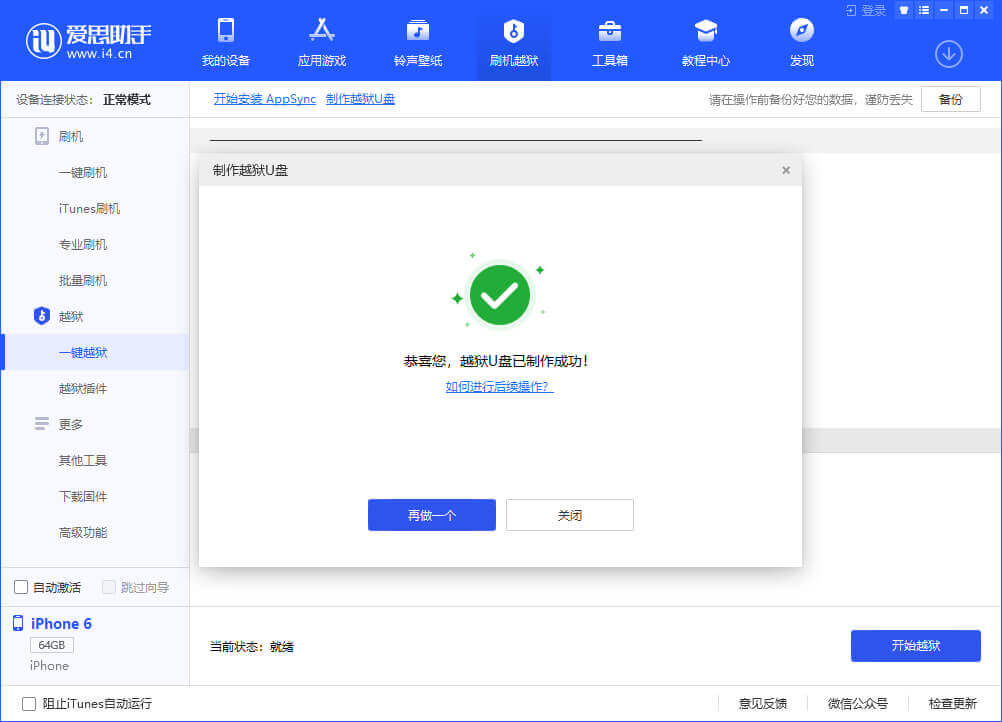 登录
爱思助手
www.i4.cn
我的设备
应用游戏
铃声壁纸
刷机越狱
工具箱
教程中心
发现
设备连接状态：正常模式
开始安装 AppSync 制作越狱U盘
请在操作前备份好您的数据，谨防丢失
备份
刷机
一键刷机
iTunes刷机
专业刷机
批量刷机
越狱
一键越狱
越狱插件
更多
其他工具
下载固件
高级功能
制作越狱U盘
恭喜您，越狱U盘已制作成功！
如何进行后续操作？
再做一个
关闭
自动激活
跳过向导
iPhone 6
64GB
iPhone
当前状态：就绪
开始越狱
阻止iTunes自动运行
意见反馈
微信公众号
检查更新